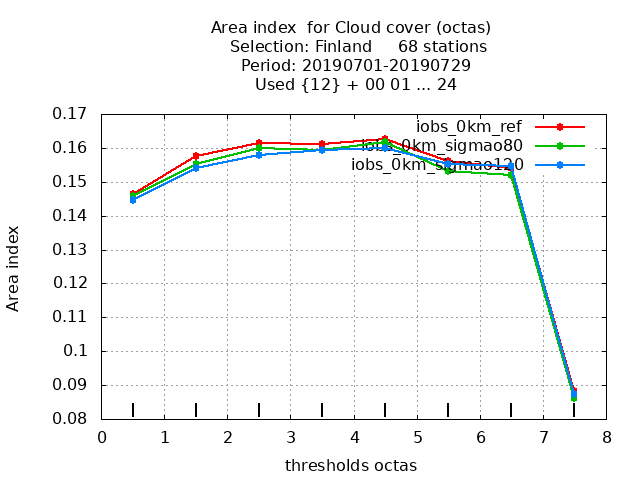 Area index  for Cloud cover (octas)
Selection: Finland     68 stations
Period: 20190701-20190729
Used {12} + 00 01 ... 24
0.17
0.16
0.15
0.14
0.13
0.12
0.11
0.1
0.09
0.08
Area index
iobs_0km_ref
iobs_0km_sigmao80
iobs_0km_sigmao120
0 1 2 3 4 5 6 7 8
thresholds octas